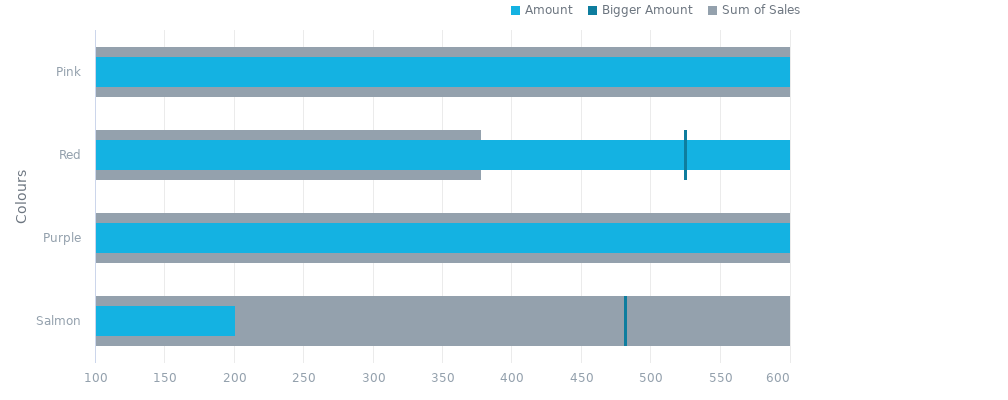 Amount Bigger Amount Sum of Sales
Pink
Red
Purple
Salmon
Colours
100 150 200 250 300 350 400 450 500 550 600